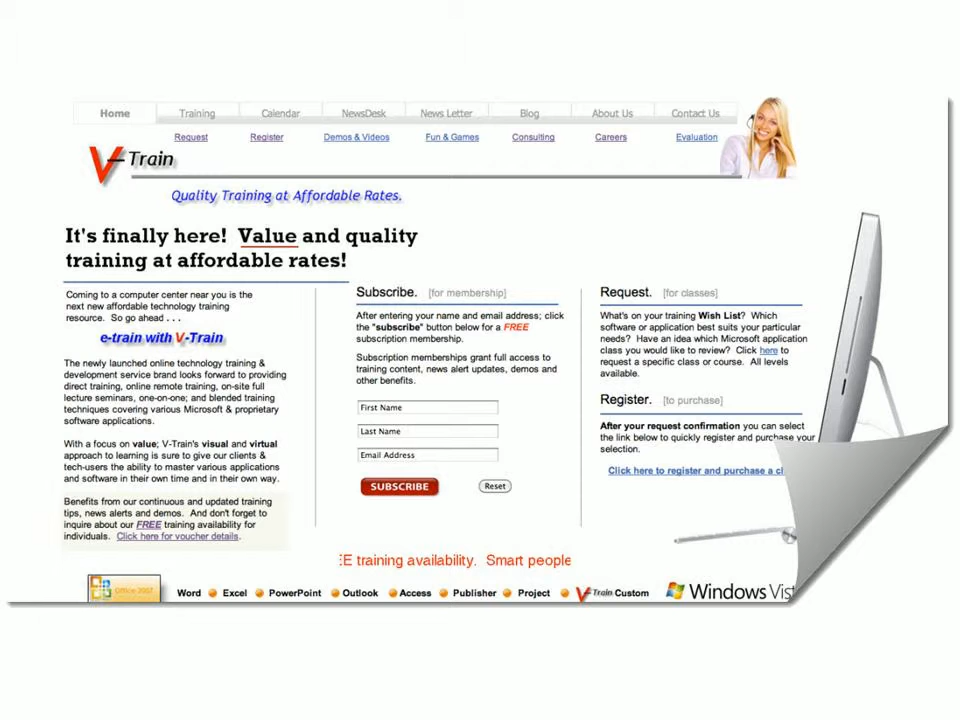 Home Training Calendar NewsDesk News Letter Blog About Us Contact Us
Request Register Demos & Videos Fun & Games Consulting Careers Evaluation
V-Train
Quality Training at Affordable Rates.
It's finally here! Value and quality
training at affordable rates!
Coming to a computer center near you is the
next new affordable technology training
resource. So go ahead . . .
e-train with V-Train
The newly launched online technology training &
development service brand looks forward to providing
direct training, online remote training, on-site full
lecture seminars, one-on-one; and blended training
techniques covering various Microsoft & proprietary
software applications.
With a focus on value; V-Train's visual and virtual
approach to learning is sure to give our clients &
tech-users the ability to master various applications
and software in their own time and in their own way.
Benefits from our continuous and updated training
tips, news alerts and demos. And don't forget to
inquire about our FREE training availability for
individuals. Click here for voucher details.
Subscribe. [for membership]
After entering your name and email address; click
the "subscribe" button below for a FREE
subscription membership.
Subscription memberships grant full access to
training content, news alert updates, demos and
other benefits.
First Name
Last Name
Email Address
SUBSCRIBE Reset
Request. [for classes]
What's on your training Wish List? Which
software or application best suits your particular
needs? Have an idea which Microsoft application
class you would like to review? Click here to
request a specific class or course. All levels
available.
Register. [to purchase]
After your request confirmation you can select
the link below to quickly register and purchase your
selection.
Click here to register and purchase a cl
EE training availability. Smart people
Office 2007 Word Excel PowerPoint Outlook Access Publisher Project V-Train Custom Windows Vist